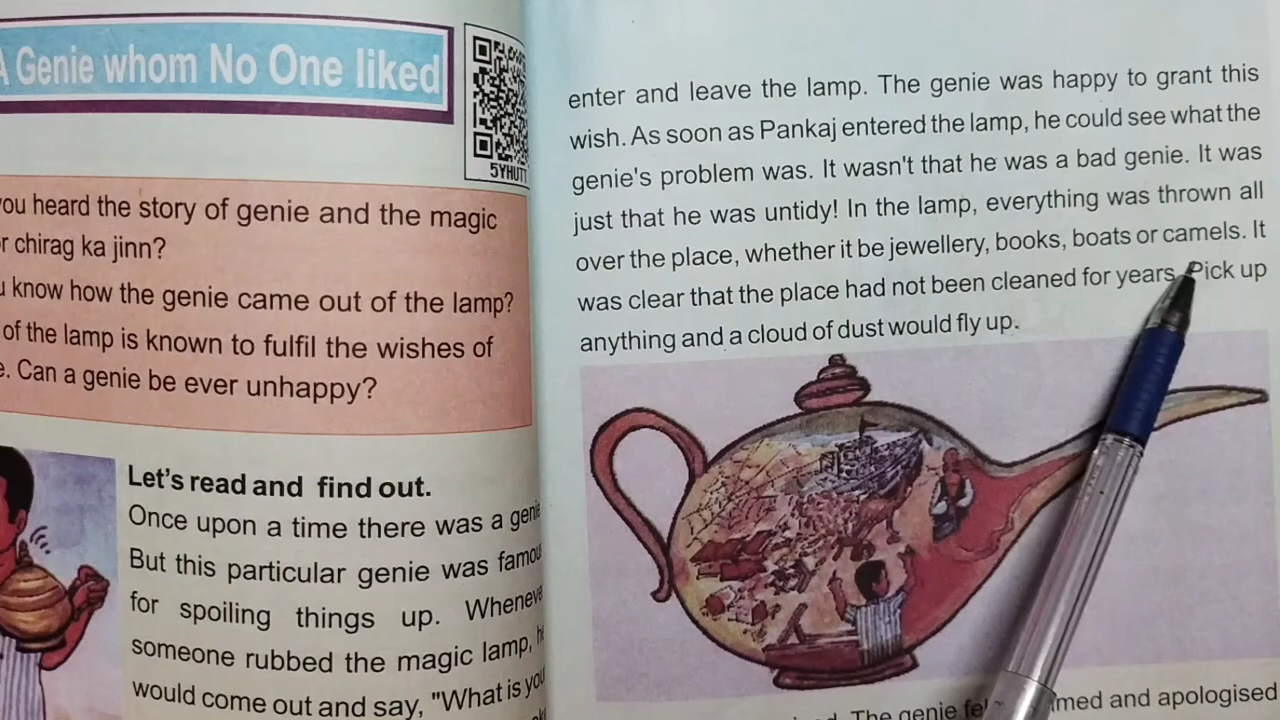 A Genie whom No One liked
5YHUT
you heard the story of genie and the magic
chirag ka jinn?
know how the genie came out of the lamp?
of the lamp is known to fulfil the wishes of
Can a genie be ever unhappy?
Let's read and find out.
Once upon a time there was a genie
But this particular genie was famous
for spoiling things up. Whenever
someone rubbed the magic lamp, he
would come out and say, "What is your
enter and leave the lamp. The genie was happy to grant this
wish. As soon as Pankaj entered the lamp, he could see what the
genie's problem was. It wasn't that he was a bad genie. It was
just that he was untidy! In the lamp, everything was thrown all
over the place, whether it be jewellery, books, boats or camels. It
was clear that the place had not been cleaned for years. Pick up
anything and a cloud of dust would fly up.
The genie and apologised